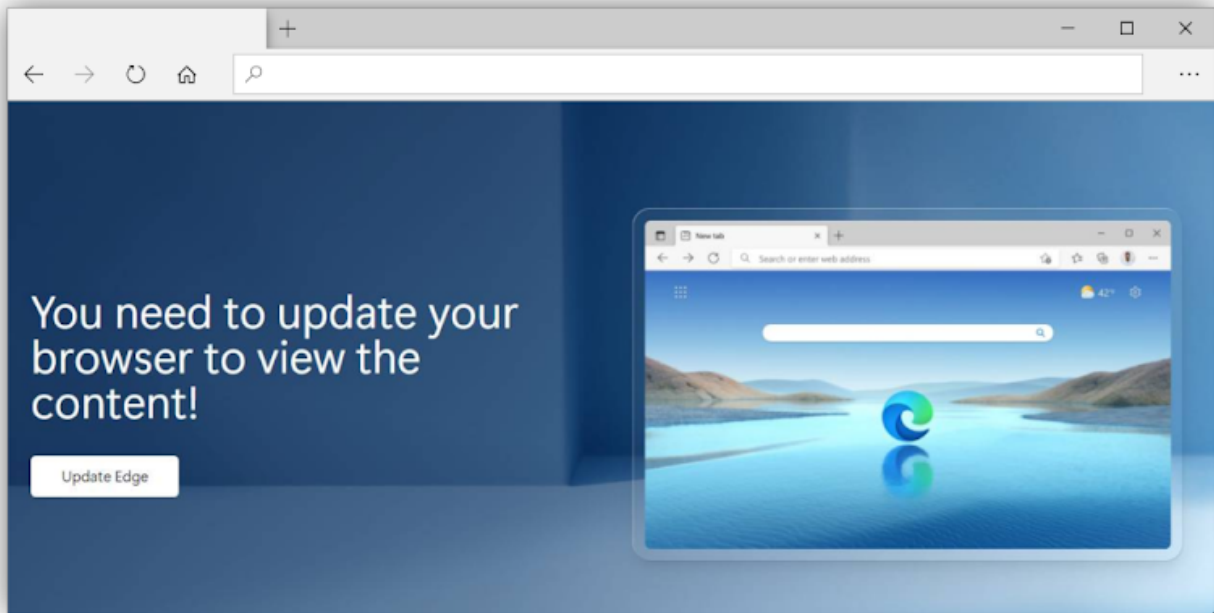 New tab
Search or enter web address
42°
You need to update your
browser to view the
content!
Update Edge